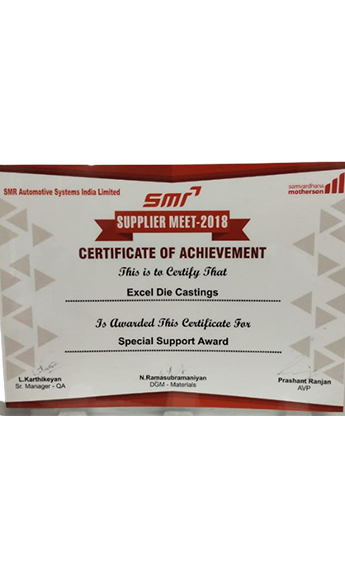 SMR Automotive Systems India Limited
smr
samvardhana
motherson
SUPPLIER MEET-2018
CERTIFICATE OF ACHIEVEMENT
This is to Certify That
Excel Die Castings
Is Awarded This Certificate For
Special Support Award
L.Karthikeyan
Sr. Manager - QA
N.Ramasubramaniyan
DGM - Materials
Prashant Ranjan
AVP